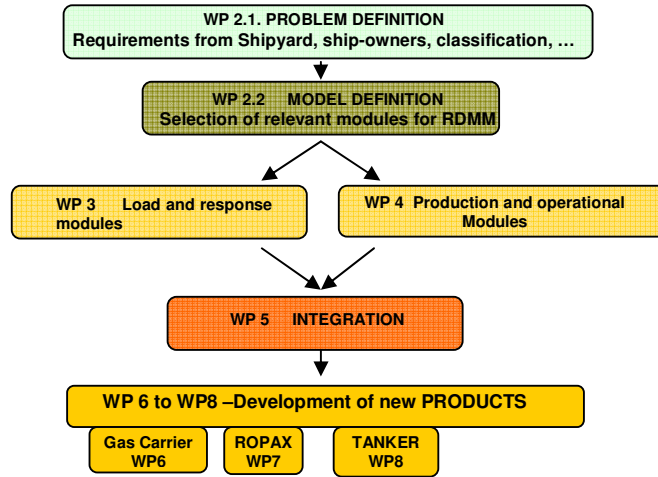 WP 2.1. PROBLEM DEFINITION
Requirements from Shipyard, ship-owners, classification, …
WP 2.2 MODEL DEFINITION
Selection of relevant modules for RDMM
WP 3 Load and response
modules
WP 4 Production and operational
Modules
WP 5 INTEGRATION
WP 6 to WP8 –Development of new PRODUCTS
Gas Carrier
WP6
ROPAX
WP7
TANKER
WP8